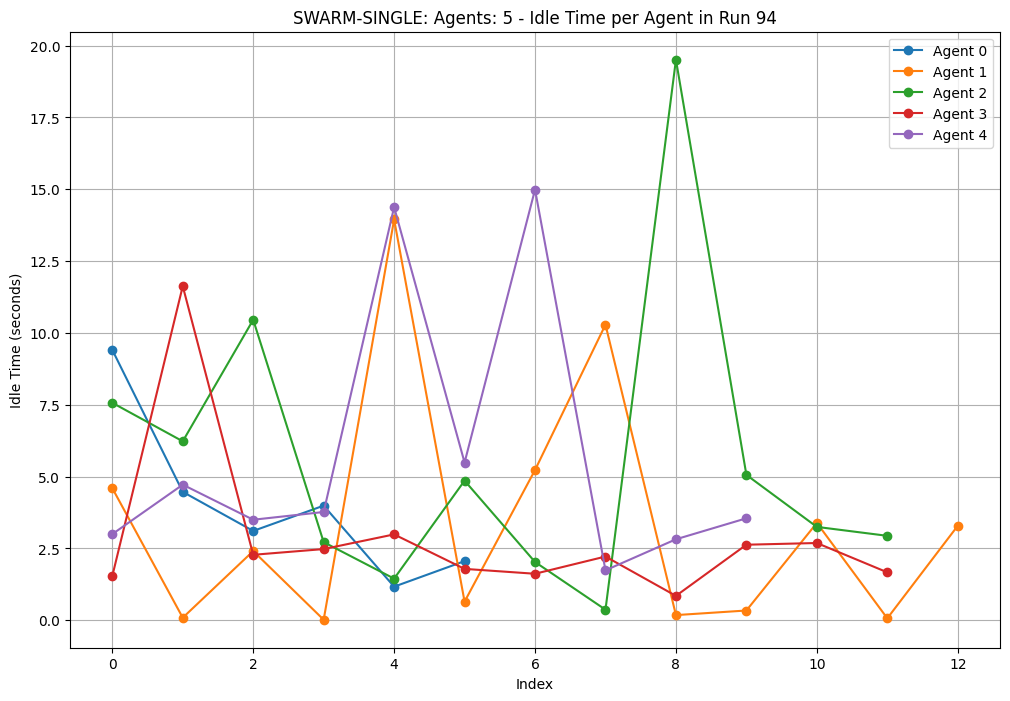 SWARM-SINGLE: Agents: 5 - Idle Time per Agent in Run 94
Idle Time (seconds)
20.0
17.5
15.0
12.5
10.0
7.5
5.0
2.5
0.0
Agent 0
Agent 1
Agent 2
Agent 3
Agent 4
0 2 4 6 8 10 12
Index